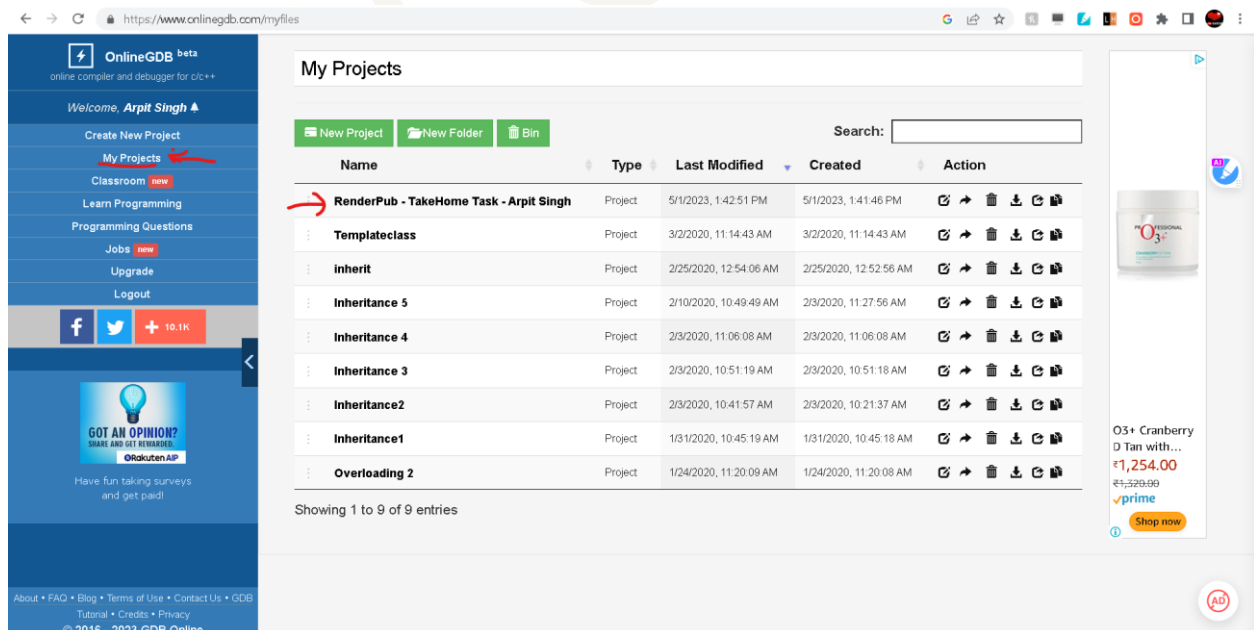 https://www.onlinegdb.com/myfiles
OnlineGDB beta
online compiler and debugger for c/c++
Welcome, Arpit Singh
Create New Project
My Projects
Classroom new
Learn Programming
Programming Questions
Jobs new
Upgrade
Logout
+ 10.1K
GOT AN OPINION?
SHARE AND GET REWARDED.
Rakuten AIP
Have fun taking surveys
and get paid!
About • FAQ • Blog • Terms of Use • Contact Us • GDB
Tutorial • Credits • Privacy
© 2016 - 2023 GDB Online
My Projects
New Project New Folder Bin Search:
Name Type Last Modified Created Action
RenderPub - TakeHome Task - Arpit Singh Project 5/1/2023, 1:42:51 PM 5/1/2023, 1:41:46 PM
Templateclass Project 3/2/2020, 11:14:43 AM 3/2/2020, 11:14:43 AM
inherit Project 2/25/2020, 12:54:06 AM 2/25/2020, 12:52:56 AM
Inheritance 5 Project 2/10/2020, 10:49:49 AM 2/3/2020, 11:27:56 AM
Inheritance 4 Project 2/3/2020, 11:06:08 AM 2/3/2020, 11:06:08 AM
Inheritance 3 Project 2/3/2020, 10:51:19 AM 2/3/2020, 10:51:18 AM
Inheritance2 Project 2/3/2020, 10:41:57 AM 2/3/2020, 10:21:37 AM
Inheritance1 Project 1/31/2020, 10:45:19 AM 1/31/2020, 10:45:18 AM
Overloading 2 Project 1/24/2020, 11:20:09 AM 1/24/2020, 11:20:08 AM
Showing 1 to 9 of 9 entries
AI
O3+
O3+ Cranberry
D Tan with...
₹1,254.00
₹1,320.00
prime
Shop now
AD